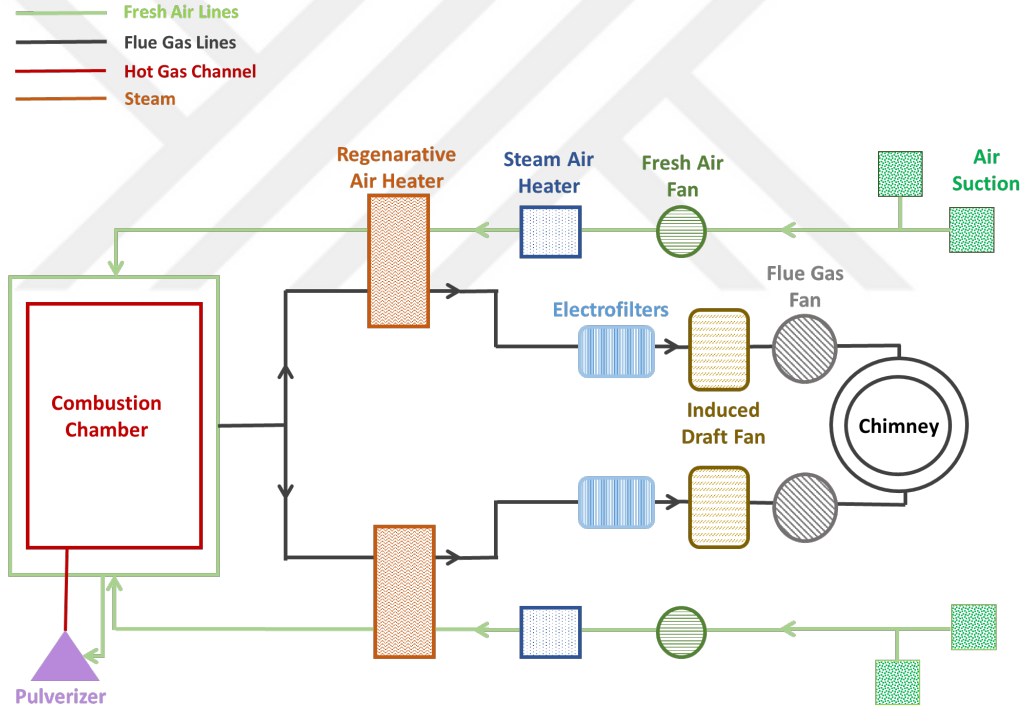 Fresh Air Lines
Flue Gas Lines
Hot Gas Channel
Steam
Regenarative
Air Heater
Steam Air
Heater
Fresh Air
Fan
Air
Suction
Flue Gas
Fan
Electrofilters
Combustion
Chamber
Induced
Draft Fan
Chimney
Pulverizer